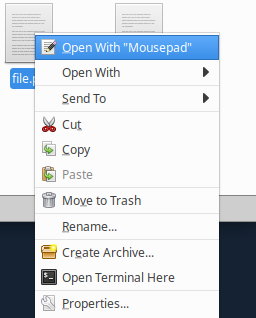 file.p
Open With "Mousepad"
Open With
Send To
Cut
Copy
Paste
Move to Trash
Rename...
Create Archive...
Open Terminal Here
Properties...